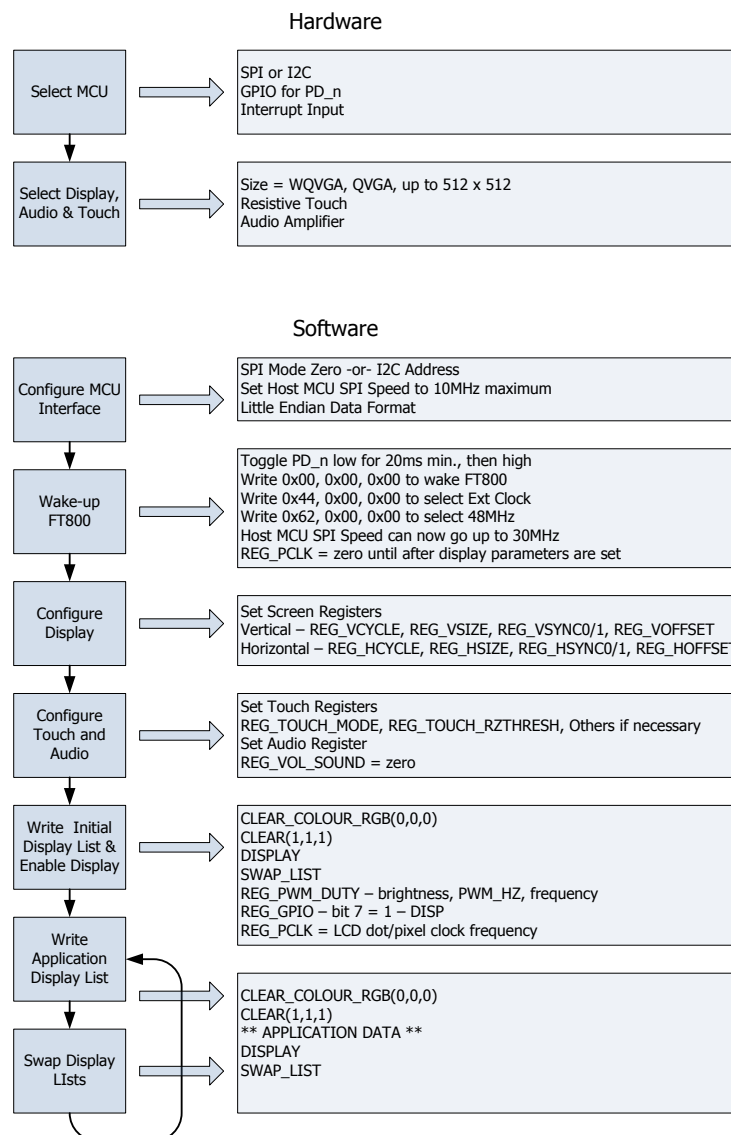 Hardware
Select MCU
SPI or I2C
GPIO for PD_n
Interrupt Input
Select Display,
Audio & Touch
Size = WQVGA, QVGA, up to 512 x 512
Resistive Touch
Audio Amplifier
Software
Configure MCU
Interface
SPI Mode Zero -or- I2C Address
Set Host MCU SPI Speed to 10MHz maximum
Little Endian Data Format
Wake-up
FT800
Toggle PD_n low for 20ms min., then high
Write 0x00, 0x00, 0x00 to wake FT800
Write 0x44, 0x00, 0x00 to select Ext Clock
Write 0x62, 0x00, 0x00 to select 48MHz
Host MCU SPI Speed can now go up to 30MHz
REG_PCLK = zero until after display parameters are set
Configure
Display
Set Screen Registers
Vertical – REG_VCYCLE, REG_VSIZE, REG_VSYNC0/1, REG_VOFFSET
Horizontal – REG_HCYCLE, REG_HSIZE, REG_HSYNC0/1, REG_HOFFSET
Configure
Touch and
Audio
Set Touch Registers
REG_TOUCH_MODE, REG_TOUCH_RZTHRESH, Others if necessary
Set Audio Register
REG_VOL_SOUND = zero
Write Initial
Display List &
Enable Display
CLEAR_COLOUR_RGB(0,0,0)
CLEAR(1,1,1)
DISPLAY
SWAP_LIST
REG_PWM_DUTY – brightness, PWM_HZ, frequency
REG_GPIO – bit 7 = 1 – DISP
REG_PCLK = LCD dot/pixel clock frequency
Write
Application
Display List
CLEAR_COLOUR_RGB(0,0,0)
CLEAR(1,1,1)
** APPLICATION DATA **
DISPLAY
SWAP_LIST
Swap Display
LIsts